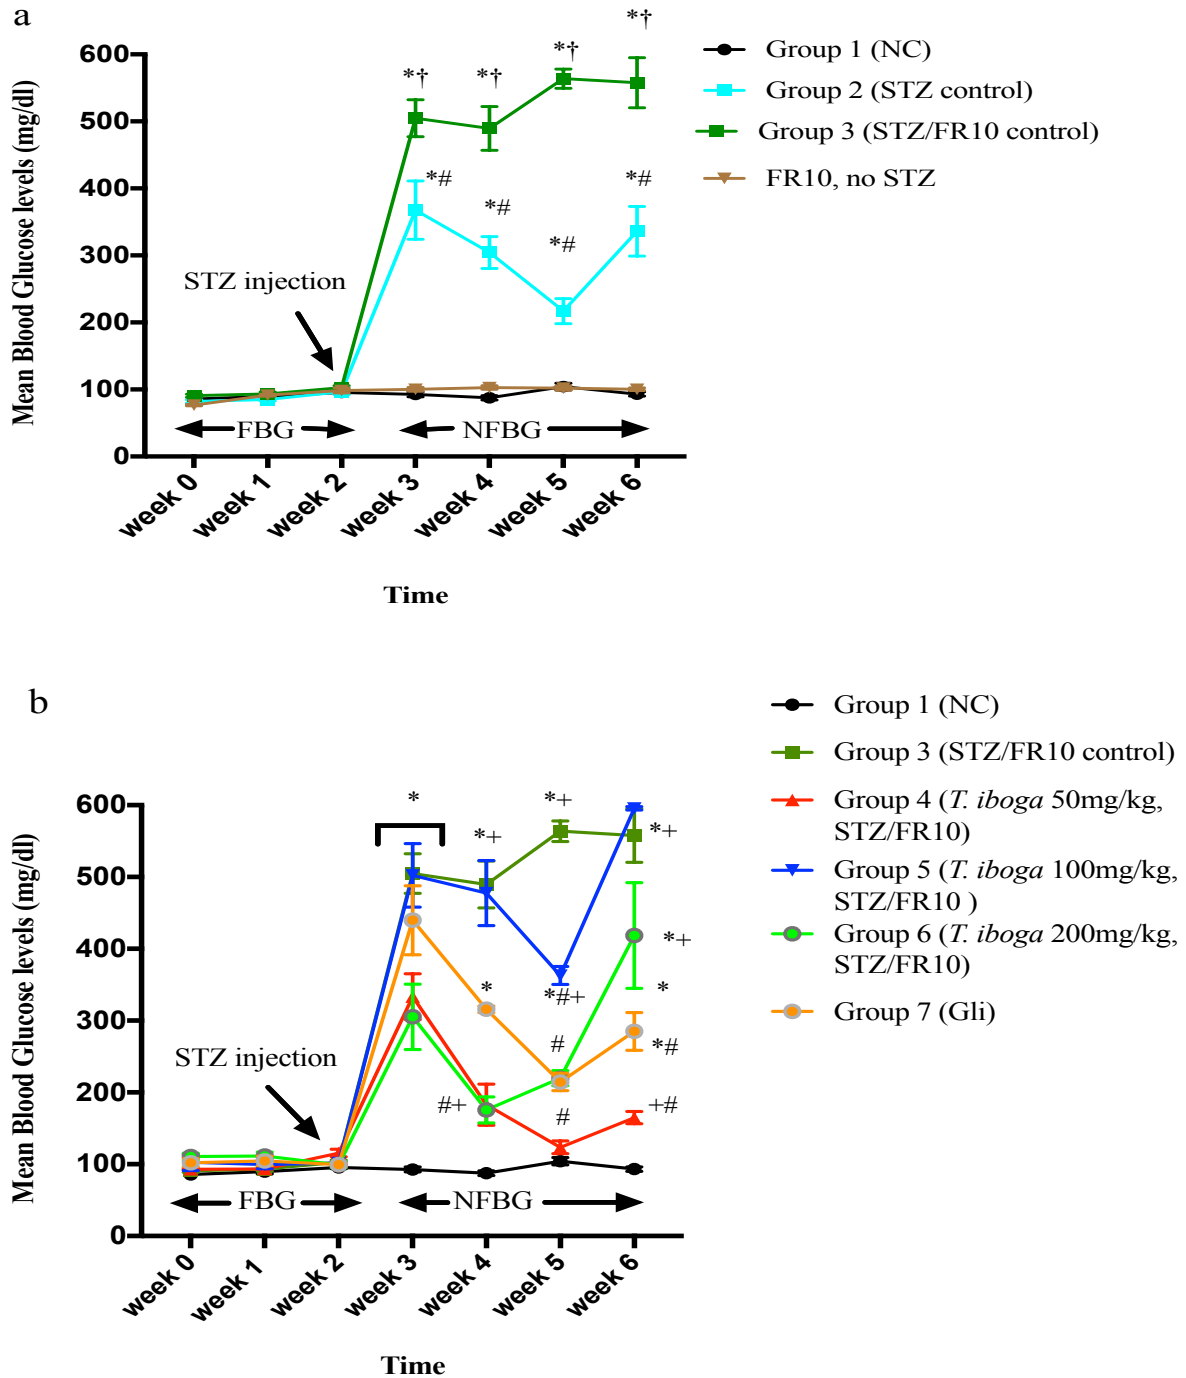 a
Mean Blood Glucose levels (mg/dl)
600
500
400
300
200
100
0
*†
*†
*†
*†
*#
*#
*#
*#
STZ injection
FBG
NFBG
week 0
week 1
week 2
week 3
week 4
week 5
week 6
Time
Group 1 (NC)
Group 2 (STZ control)
Group 3 (STZ/FR10 control)
FR10, no STZ
b
Mean Blood Glucose levels (mg/dl)
600
500
400
300
200
100
0
*
*+
*+
*+
*+
*
*#+
*
#
*#
#+
#
+#
STZ injection
FBG
NFBG
week 0
week 1
week 2
week 3
week 4
week 5
week 6
Time
Group 1 (NC)
Group 3 (STZ/FR10 control)
Group 4 (T. iboga 50mg/kg,
STZ/FR10)
Group 5 (T. iboga 100mg/kg,
STZ/FR10 )
Group 6 (T. iboga 200mg/kg,
STZ/FR10)
Group 7 (Gli)